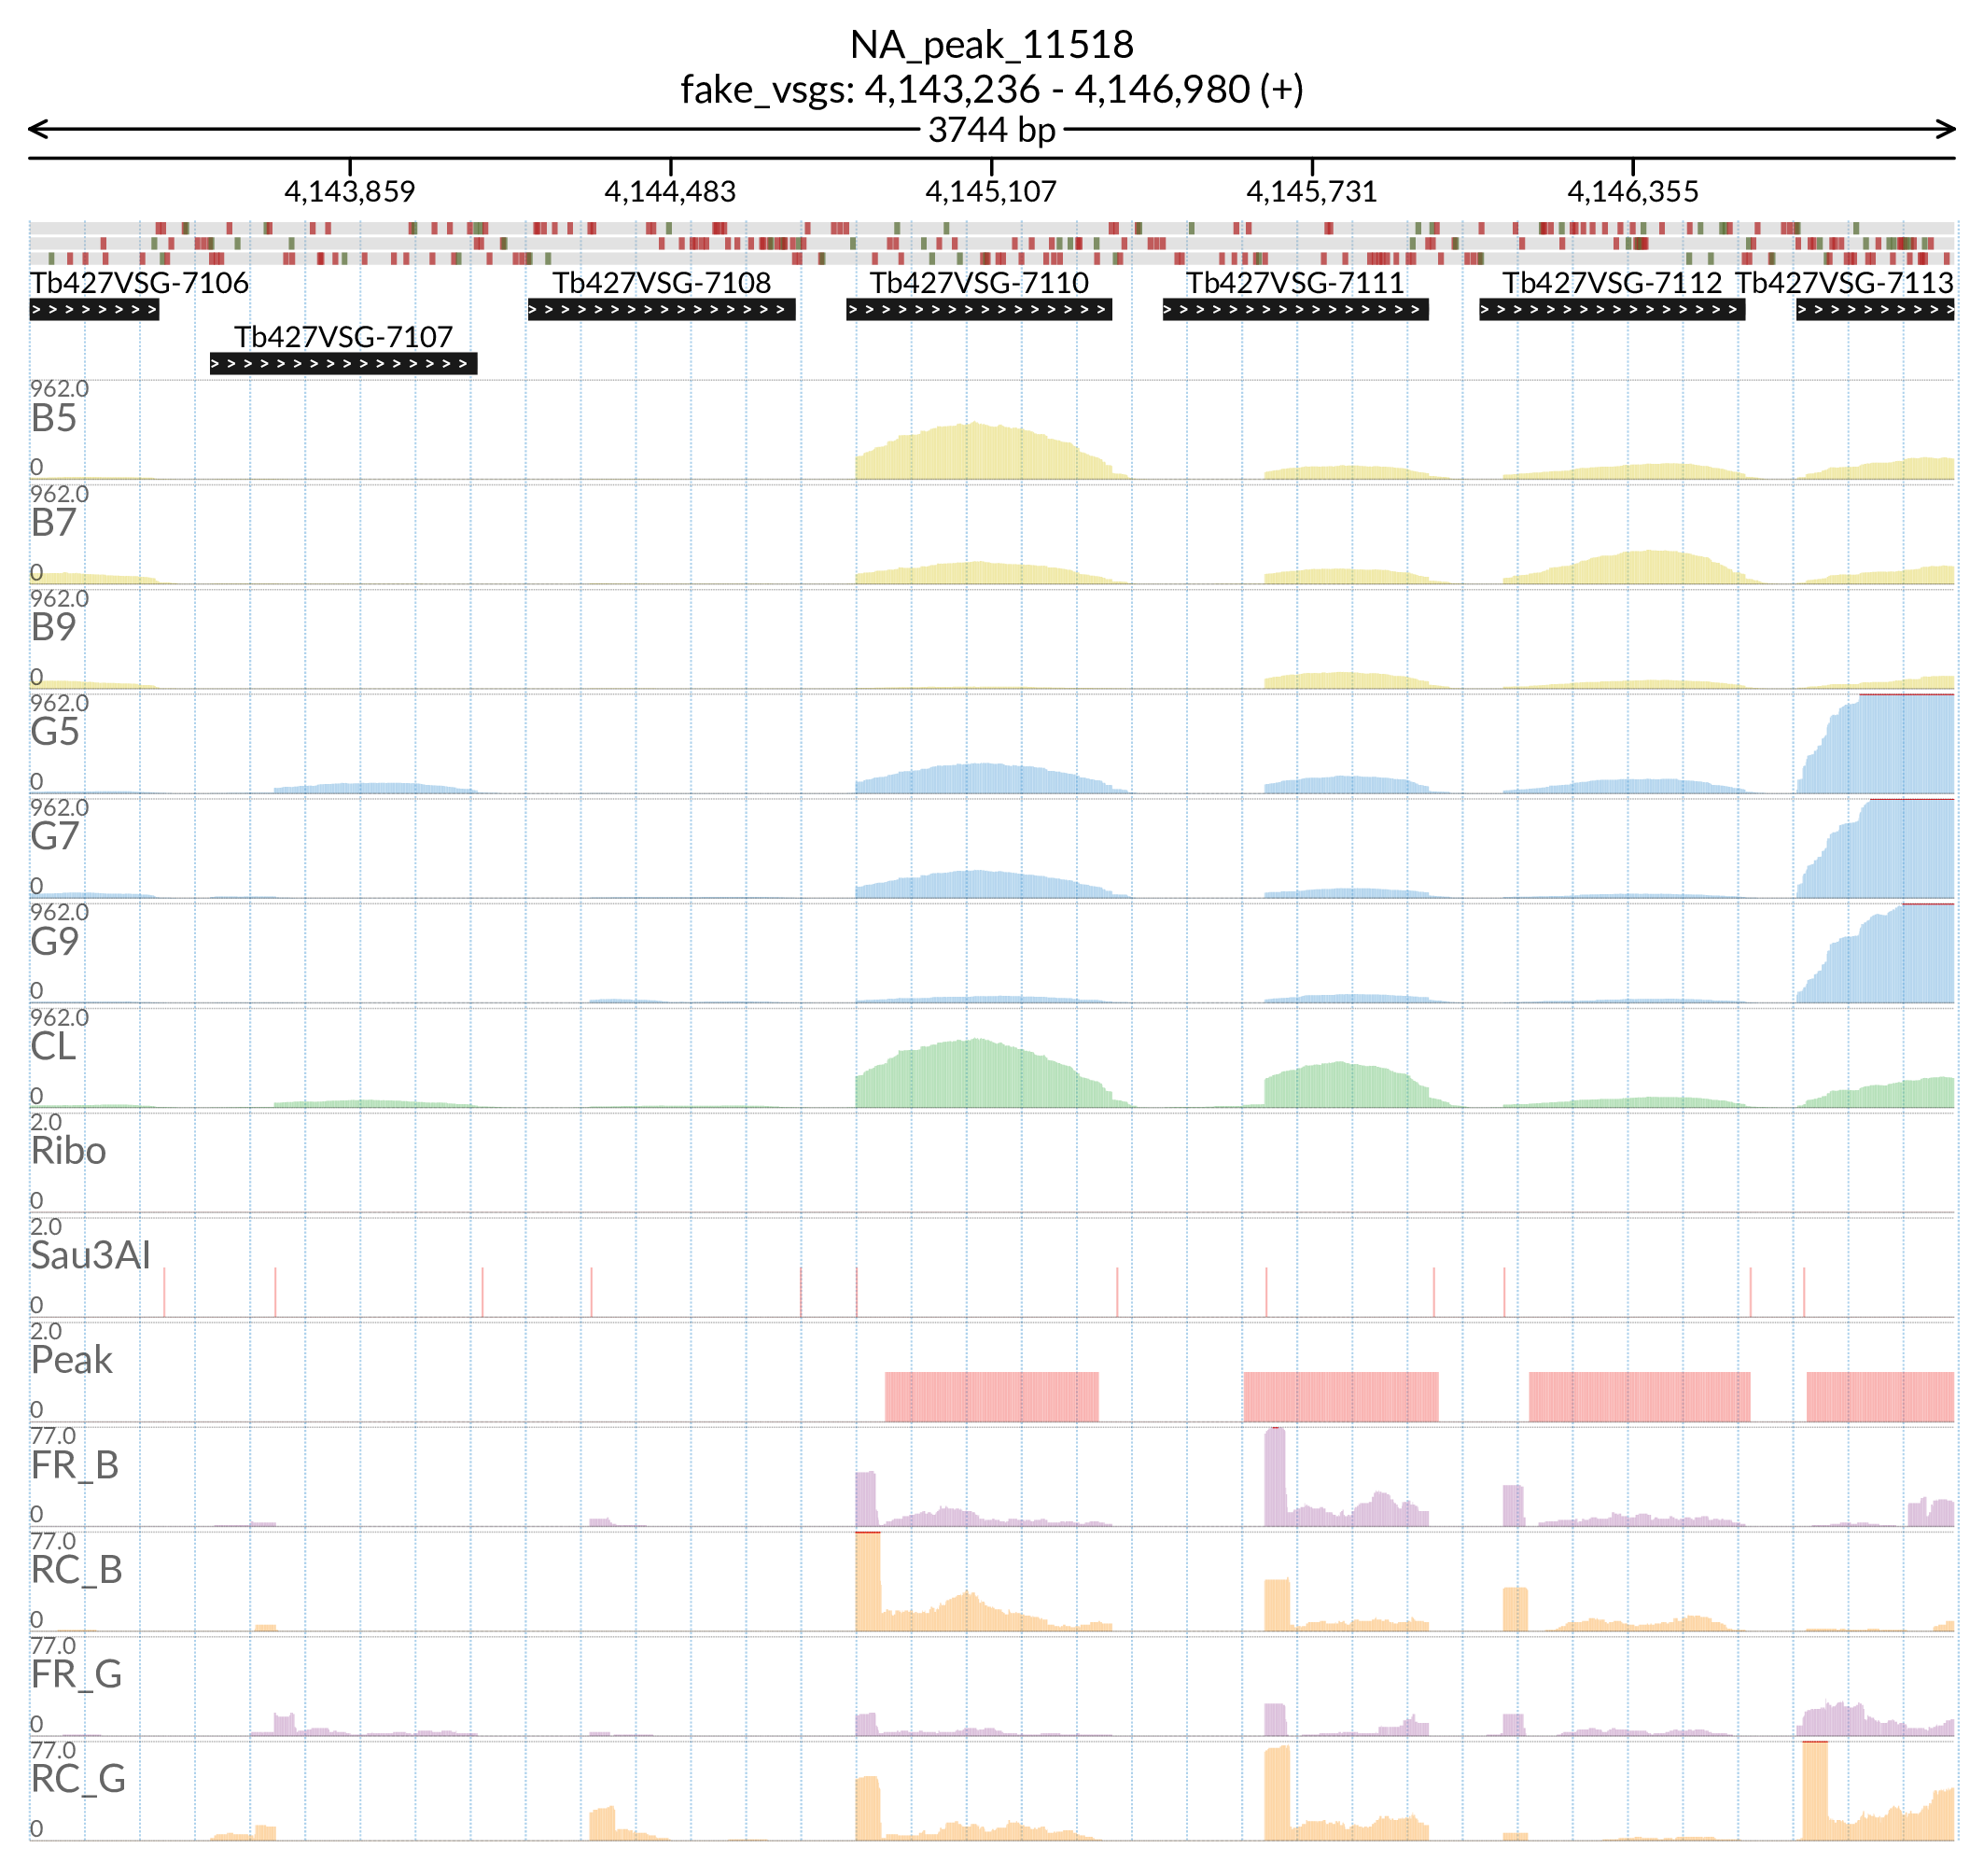 NA_peak_11518
fake_vsgs: 4,143,236 - 4,146,980 (+)
3744 bp
4,143,859 4,144,483 4,145,107 4,145,731 4,146,355
Tb427VSG-7106 Tb427VSG-7108 Tb427VSG-7110 Tb427VSG-7111 Tb427VSG-7112 Tb427VSG-7113
Tb427VSG-7107
962.0
B5
0
962.0
B7
0
962.0
B9
0
962.0
G5
0
962.0
G7
0
962.0
G9
0
962.0
CL
0
2.0
Ribo
0
2.0
Sau3AI
0
2.0
Peak
0
77.0
FR_B
0
77.0
RC_B
0
77.0
FR_G
0
77.0
RC_G
0